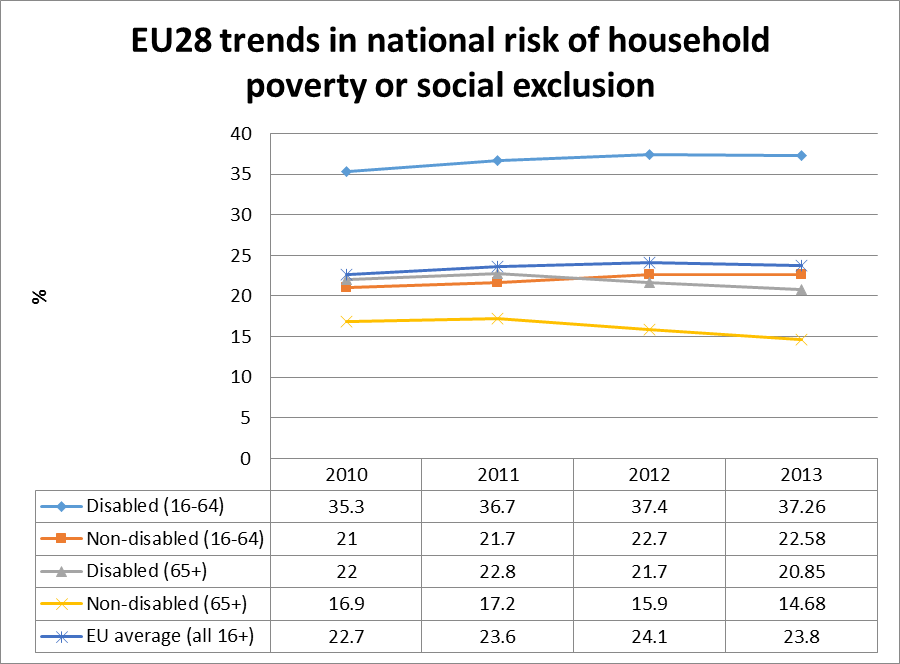 EU28 trends in national risk of household
poverty or social exclusion
%
40
35
30
25
20
15
10
5
0
2010 2011 2012 2013
Disabled (16-64) 35.3 36.7 37.4 37.26
Non-disabled (16-64) 21 21.7 22.7 22.58
Disabled (65+) 22 22.8 21.7 20.85
Non-disabled (65+) 16.9 17.2 15.9 14.68
EU average (all 16+) 22.7 23.6 24.1 23.8